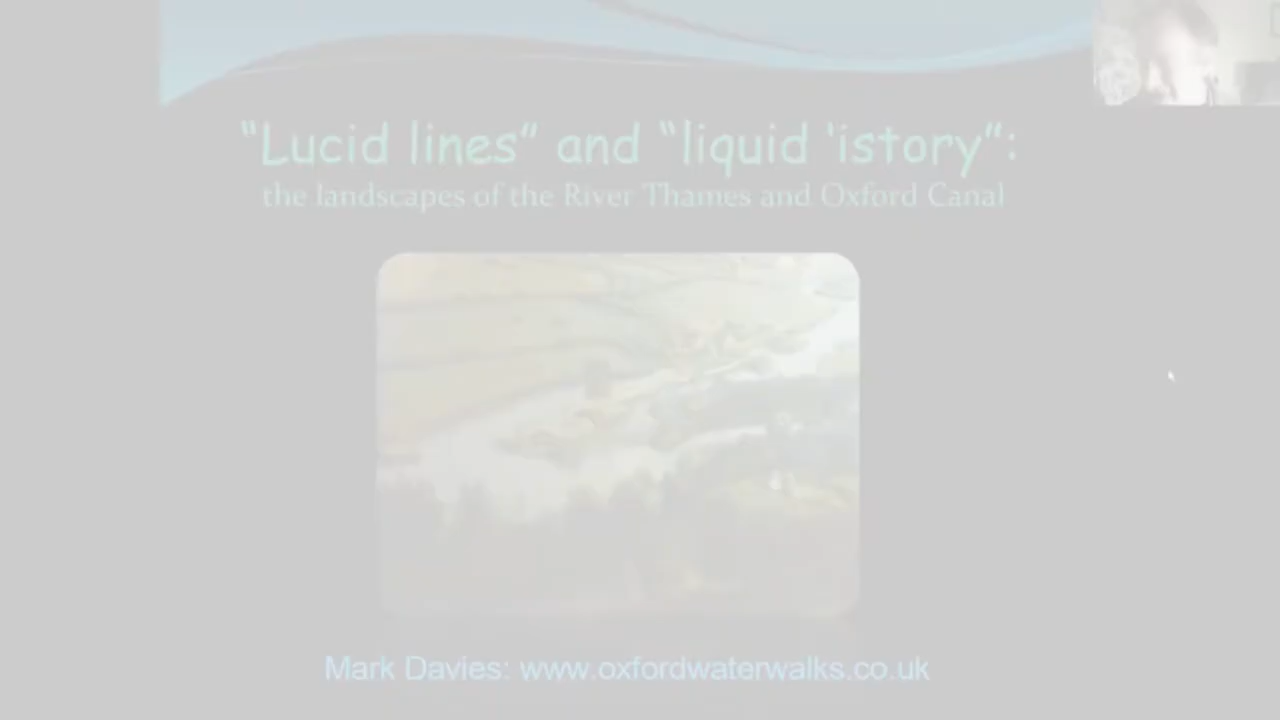 “Lucid lines” and “liquid ‘istory”:
the landscapes of the River Thames and Oxford Canal
Mark Davies: www.oxfordwaterwalks.co.uk